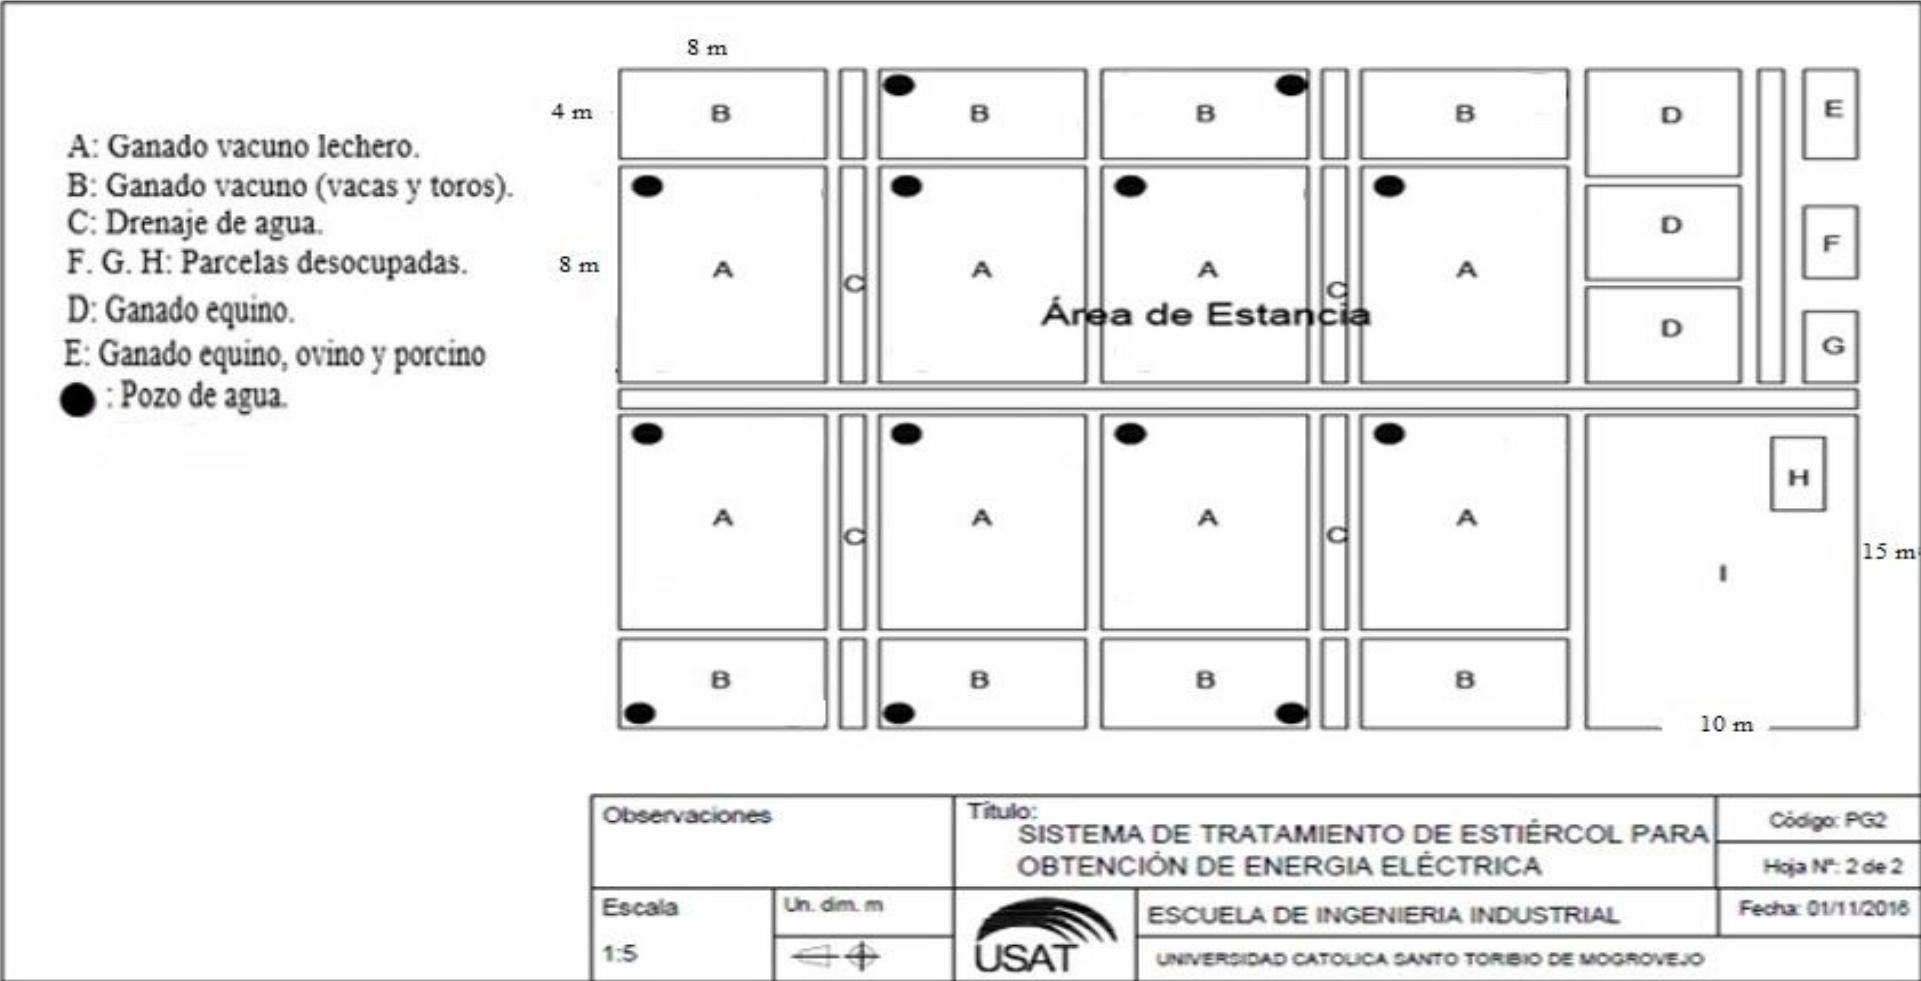 A: Ganado vacuno lechero.
B: Ganado vacuno (vacas y toros).
C: Drenaje de agua.
F. G. H: Parcelas desocupadas.
D: Ganado equino.
E: Ganado equino, ovino y porcino
: Pozo de agua.
8 m
4 m
B B B B D E
D F
8 m
A C A A C A
Área de Estancia
D G
A C A A C A
H
I
15 m
B B B B
10 m
Observaciones
Título:
SISTEMA DE TRATAMIENTO DE ESTIÉRCOL PARA
OBTENCIÓN DE ENERGIA ELÉCTRICA
Código: PG2
Hoja N°: 2 de 2
Escala
1:5
Un. dim. m
USAT
ESCUELA DE INGENIERIA INDUSTRIAL
Fecha: 01/11/2016
UNIVERSIDAD CATOLICA SANTO TORIBIO DE MOGROVEJO